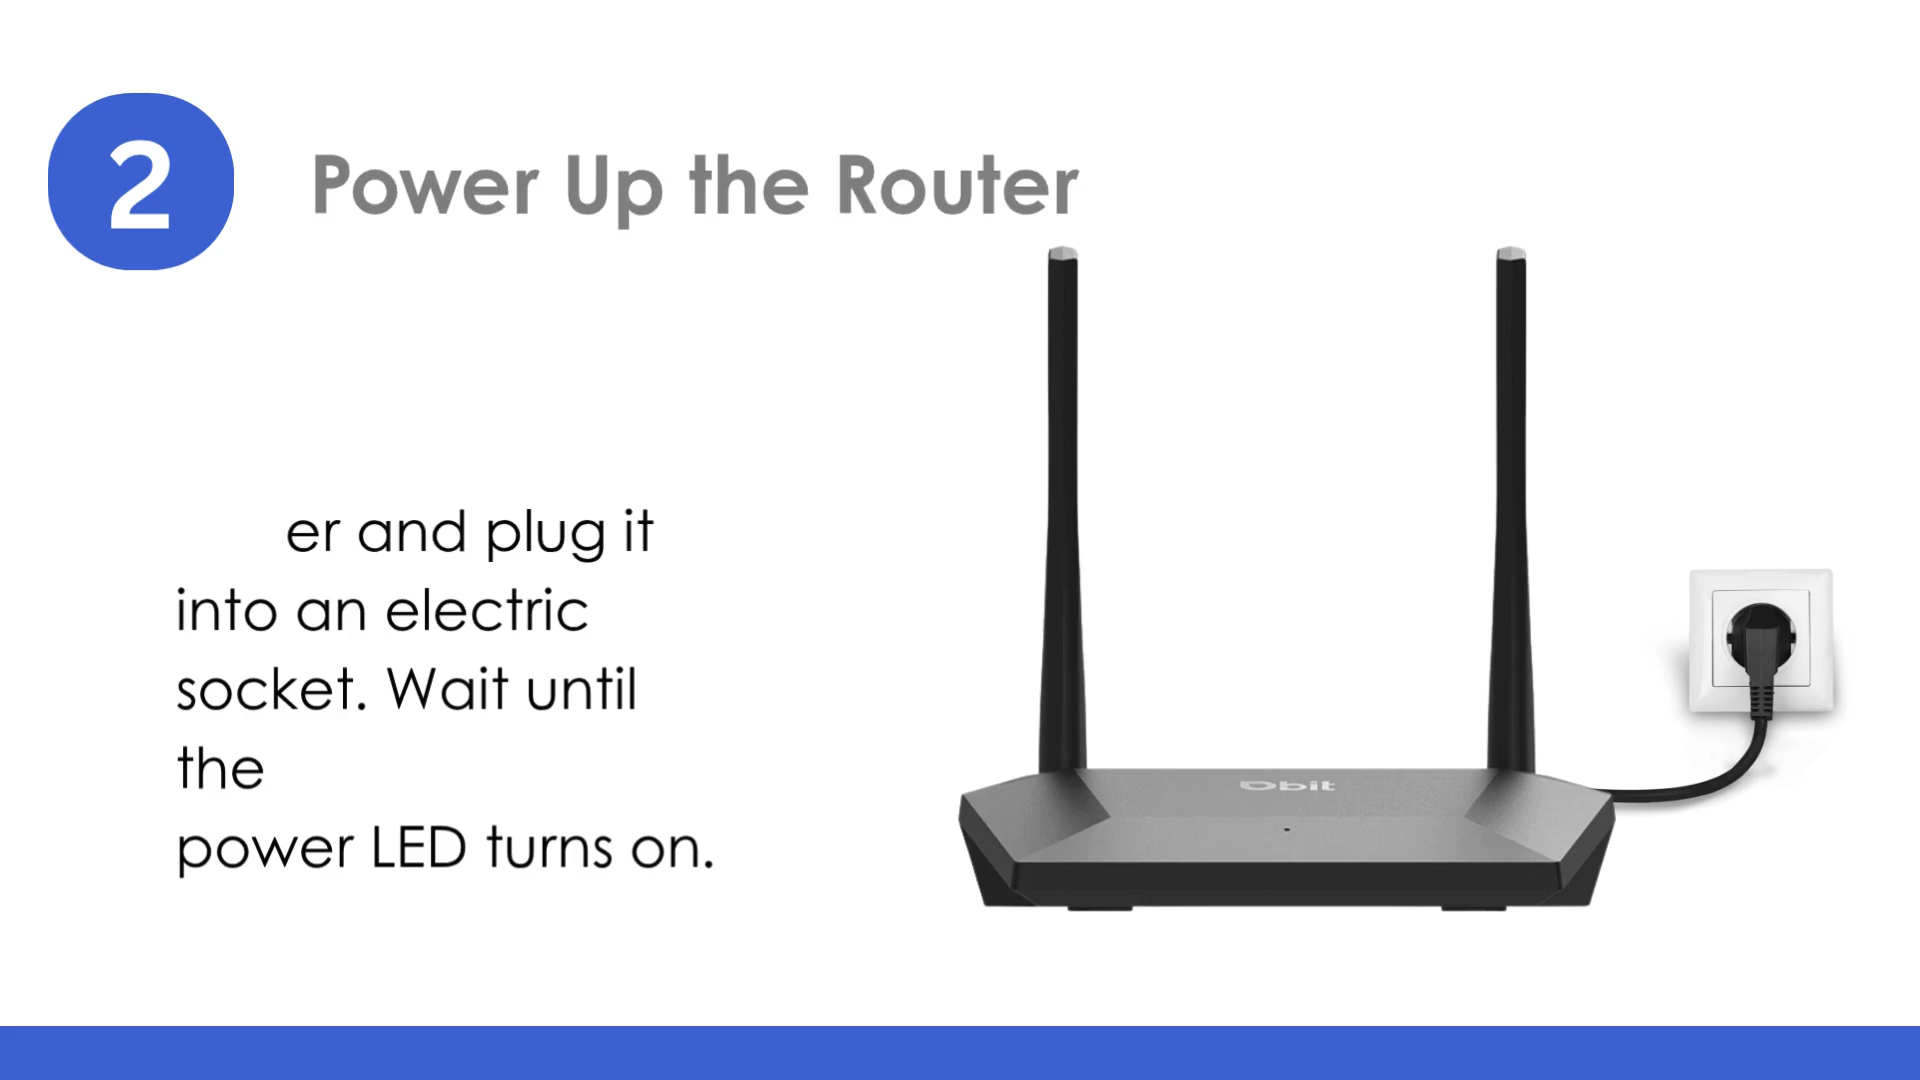 2
Power Up the Router
er and plug it
into an electric
socket. Wait until
the
power LED turns on.
Qbit